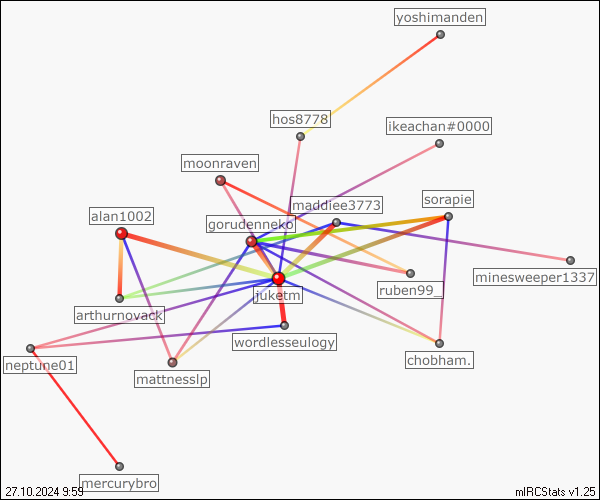 yoshimanden
hos8778
ikeachan#0000
moonraven
maddiee3773
sorapie
alan1002
gorudenneko
minesweeper1337
juketm
ruben99_
arthurnovack
wordlesseulogy
neptune01
chobham.
mattnesslp
mercurybro
27.10.2024 9:59
mIRCStats v1.25